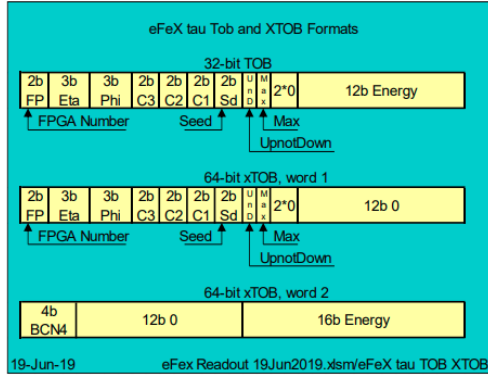 eFeX tau Tob and XTOB Formats
32-bit TOB
2b FP 3b Eta 3b Phi 2b C3 2b C2 2b C1 2b Sd UnD Max 2*0 12b Energy
FPGA Number Seed Max
UpnotDown
64-bit xTOB, word 1
2b FP 3b Eta 3b Phi 2b C3 2b C2 2b C1 2b Sd UnD Max 2*0 12b 0
FPGA Number Seed Max
UpnotDown
64-bit xTOB, word 2
4b BCN4 12b 0 16b Energy
19-Jun-19 eFex Readout 19Jun2019.xlsm/eFeX tau TOB XTOB